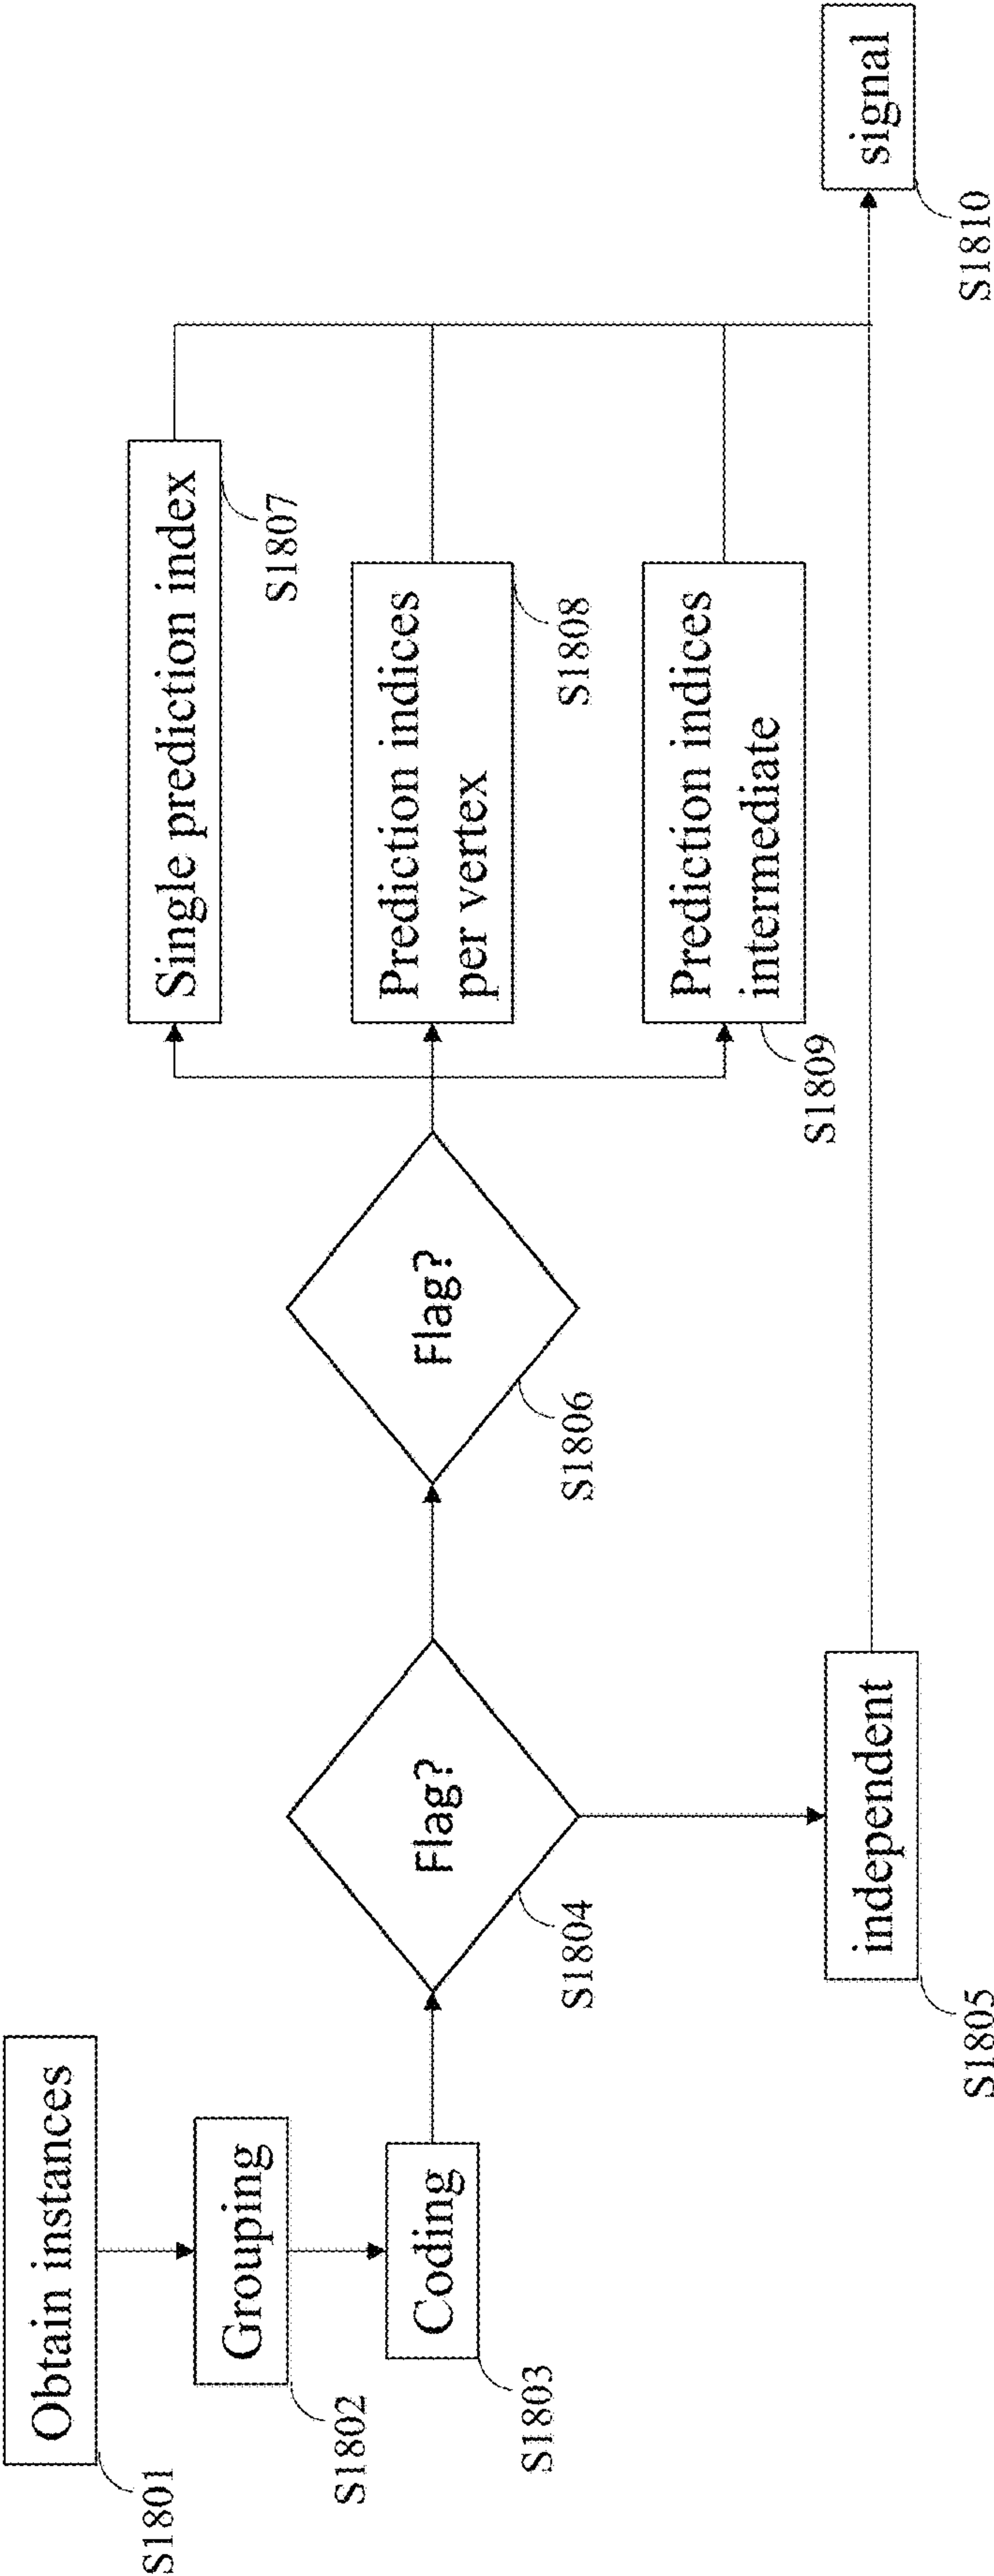 Obtain instances
S1801
Grouping
S1802
Coding
S1803
Flag?
S1804
independent
S1805
Flag?
S1806
Single prediction index
S1807
Prediction indices
per vertex
S1808
Prediction indices
intermediate
S1809
signal
S1810